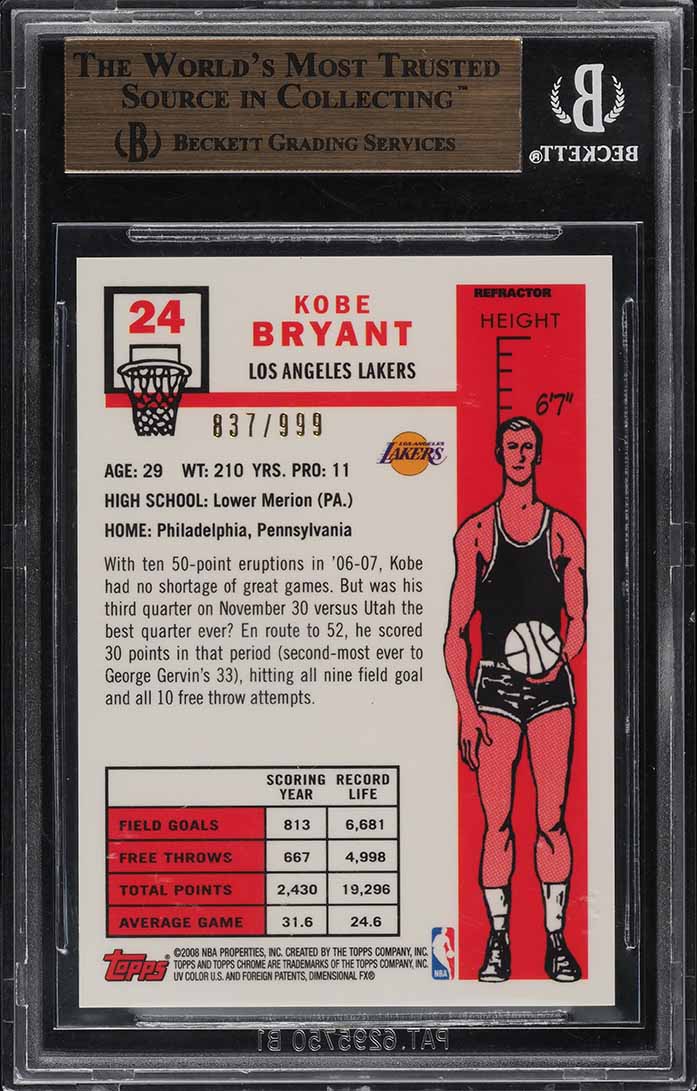 THE WORLD'S MOST TRUSTED
SOURCE IN COLLECTING™
(B) BECKETT GRADING SERVICES
B
BECKETT®
24
KOBE
BRYANT
LOS ANGELES LAKERS
837/999
REFRACTOR
HEIGHT
6'7"
LOS ANGELES
LAKERS
AGE: 29 WT: 210 YRS. PRO: 11
HIGH SCHOOL: Lower Merion (PA.)
HOME: Philadelphia, Pennsylvania
With ten 50-point eruptions in '06-07, Kobe
had no shortage of great games. But was his
third quarter on November 30 versus Utah the
best quarter ever? En route to 52, he scored
30 points in that period (second-most ever to
George Gervin's 33), hitting all nine field goal
and all 10 free throw attempts.
SCORING RECORD
YEAR LIFE
FIELD GOALS 813 6,681
FREE THROWS 667 4,998
TOTAL POINTS 2,430 19,296
AVERAGE GAME 31.6 24.6
topps
©2008 NBA PROPERTIES, INC. CREATED BY THE TOPPS COMPANY, INC.
TOPPS AND TOPPS CHROME ARE TRADEMARKS OF THE TOPPS COMPANY, INC.
UV COLOR U.S. AND FOREIGN PATENTS, DIMENSIONAL FX®
NBA
PAT. 6295750 B1